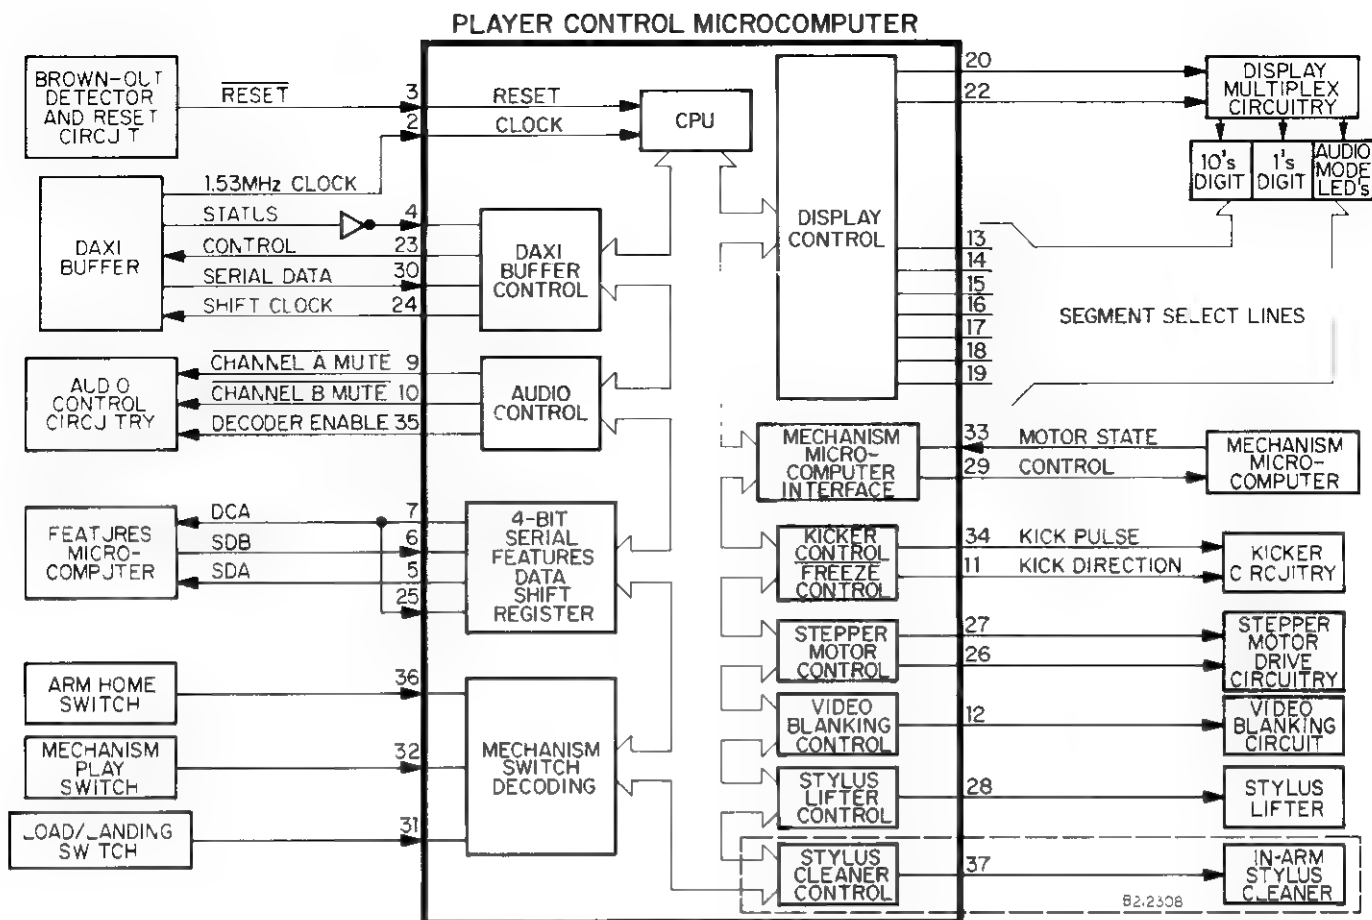 PLAYER CONTROL MICROCOMPUTER
BROWN-OUT
DETECTOR
AND RESET
CIRCUIT
RESET
3
RESET
2
CLOCK
CPU
1.53MHz CLOCK
STATUS
4
CONTROL
23
SERIAL DATA
30
SHIFT CLOCK
24
DAXI
BUFFER
DAXI
BUFFER
CONTROL
CHANNEL A MUTE 9
CHANNEL B MUTE 10
DECODER ENABLE 35
AUDIO
CONTROL
CIRCUITRY
AUDIO
CONTROL
DCA
7
SDB
6
SDA
5
25
FEATURES
MICRO-
COMPUTER
4-BIT
SERIAL
FEATURES
DATA
SHIFT
REGISTER
ARM HOME
SWITCH
36
MECHANISM
PLAY
SWITCH
32
LOAD/LANDING
SWITCH
31
MECHANISM
SWITCH
DECODING
DISPLAY
CONTROL
20
22
DISPLAY
MULTIPLEX
CIRCUITRY
10's
DIGIT
1's
DIGIT
AUDIO
MODE
LED's
13
14
15
16
17
18
19
SEGMENT SELECT LINES
MECHANISM
MICRO-
COMPUTER
INTERFACE
33
MOTOR STATE
29
CONTROL
MECHANISM
MICRO-
COMPUTER
KICKER
CONTROL
FREEZE
CONTROL
34
KICK PULSE
11
KICK DIRECTION
KICKER
CIRCUITRY
STEPPER
MOTOR
CONTROL
27
26
STEPPER
MOTOR
DRIVE
CIRCUITRY
VIDEO
BLANKING
CONTROL
12
VIDEO
BLANKING
CIRCUIT
STYLUS
LIFTER
CONTROL
28
STYLUS
LIFTER
STYLUS
CLEANER
CONTROL
37
IN-ARM
STYLUS
CLEANER
82.2308